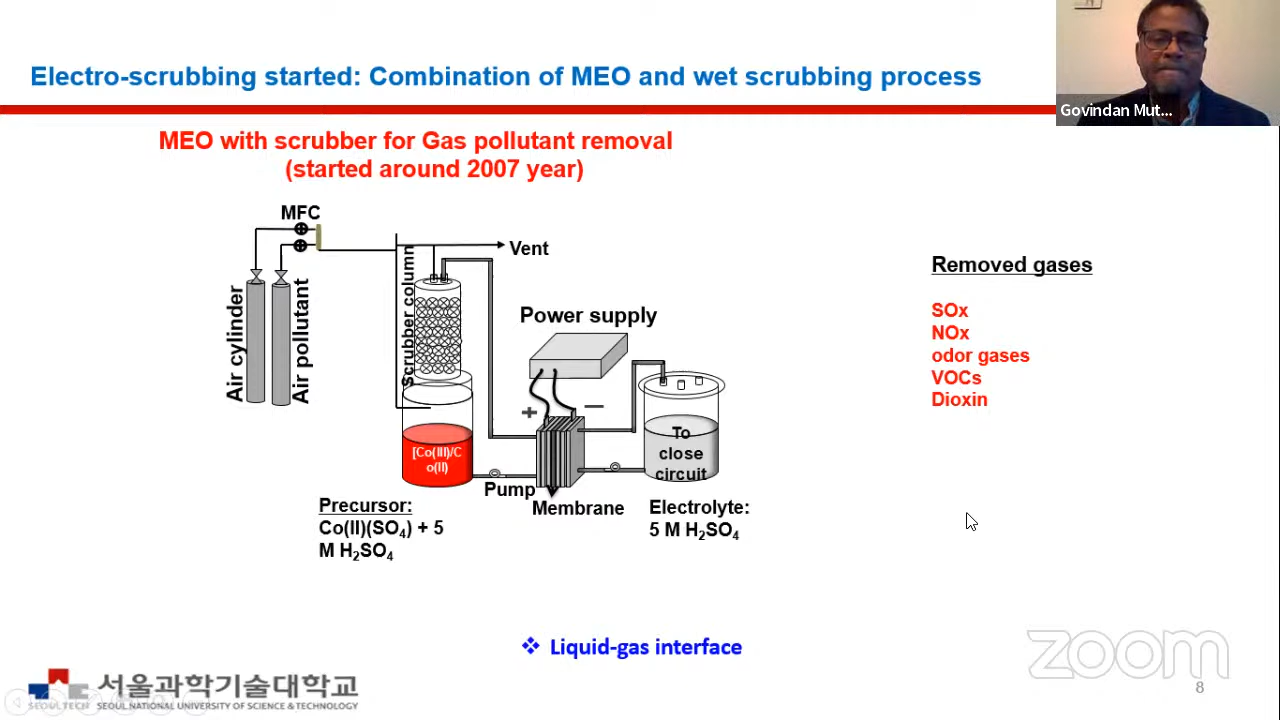 Electro-scrubbing started: Combination of MEO and wet scrubbing process
Govindan Mut...
MEO with scrubber for Gas pollutant removal
(started around 2007 year)
MFC
Vent
Scrubber column
Air cylinder
Air pollutant
Power supply
+
−
[Co(III)/C
o(II)
To
close
circuit
Pump
Membrane
Precursor:
Co(II)(SO₄) + 5
M H₂SO₄
Electrolyte:
5 M H₂SO₄
Removed gases
SOx
NOx
odor gases
VOCs
Dioxin
❖ Liquid-gas interface
zoom
서울과학기술대학교
SEOUL TECH SEOUL NATIONAL UNIVERSITY OF SCIENCE & TECHNOLOGY
8